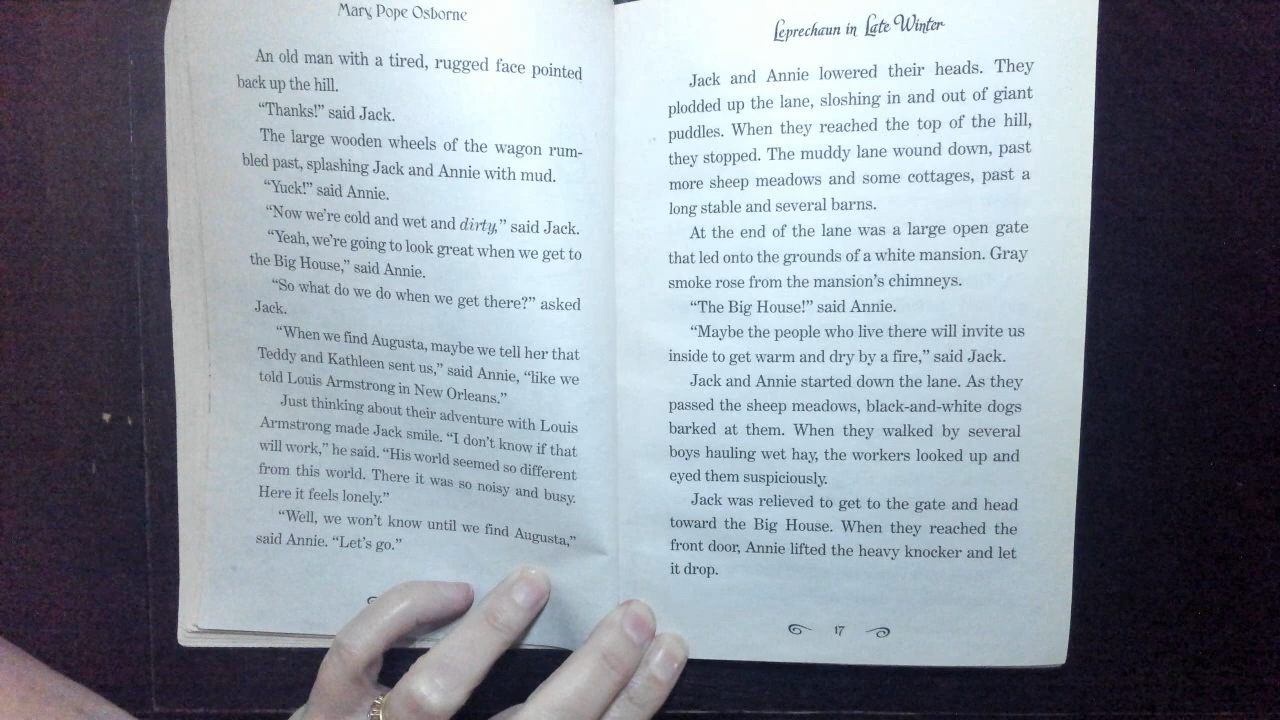 Mary Pope Osborne
An old man with a tired, rugged face pointed
back up the hill.
“Thanks!” said Jack.
The large wooden wheels of the wagon rum-
bled past, splashing Jack and Annie with mud.
“Yuck!” said Annie.
“Now we’re cold and wet and dirty,” said Jack.
“Yeah, we’re going to look great when we get to
the Big House,” said Annie.
“So what do we do when we get there?” asked
Jack.
“When we find Augusta, maybe we tell her that
Teddy and Kathleen sent us,” said Annie, “like we
told Louis Armstrong in New Orleans.”
Just thinking about their adventure with Louis
Armstrong made Jack smile. “I don’t know if that
will work,” he said. “His world seemed so different
from this world. There it was so noisy and busy.
Here it feels lonely.”
“Well, we won’t know until we find Augusta,”
said Annie. “Let’s go.”
Leprechaun in Late Winter
Jack and Annie lowered their heads. They
plodded up the lane, sloshing in and out of giant
puddles. When they reached the top of the hill,
they stopped. The muddy lane wound down, past
more sheep meadows and some cottages, past a
long stable and several barns.
At the end of the lane was a large open gate
that led onto the grounds of a white mansion. Gray
smoke rose from the mansion’s chimneys.
“The Big House!” said Annie.
“Maybe the people who live there will invite us
inside to get warm and dry by a fire,” said Jack.
Jack and Annie started down the lane. As they
passed the sheep meadows, black-and-white dogs
barked at them. When they walked by several
boys hauling wet hay, the workers looked up and
eyed them suspiciously.
Jack was relieved to get to the gate and head
toward the Big House. When they reached the
front door, Annie lifted the heavy knocker and let
it drop.
17